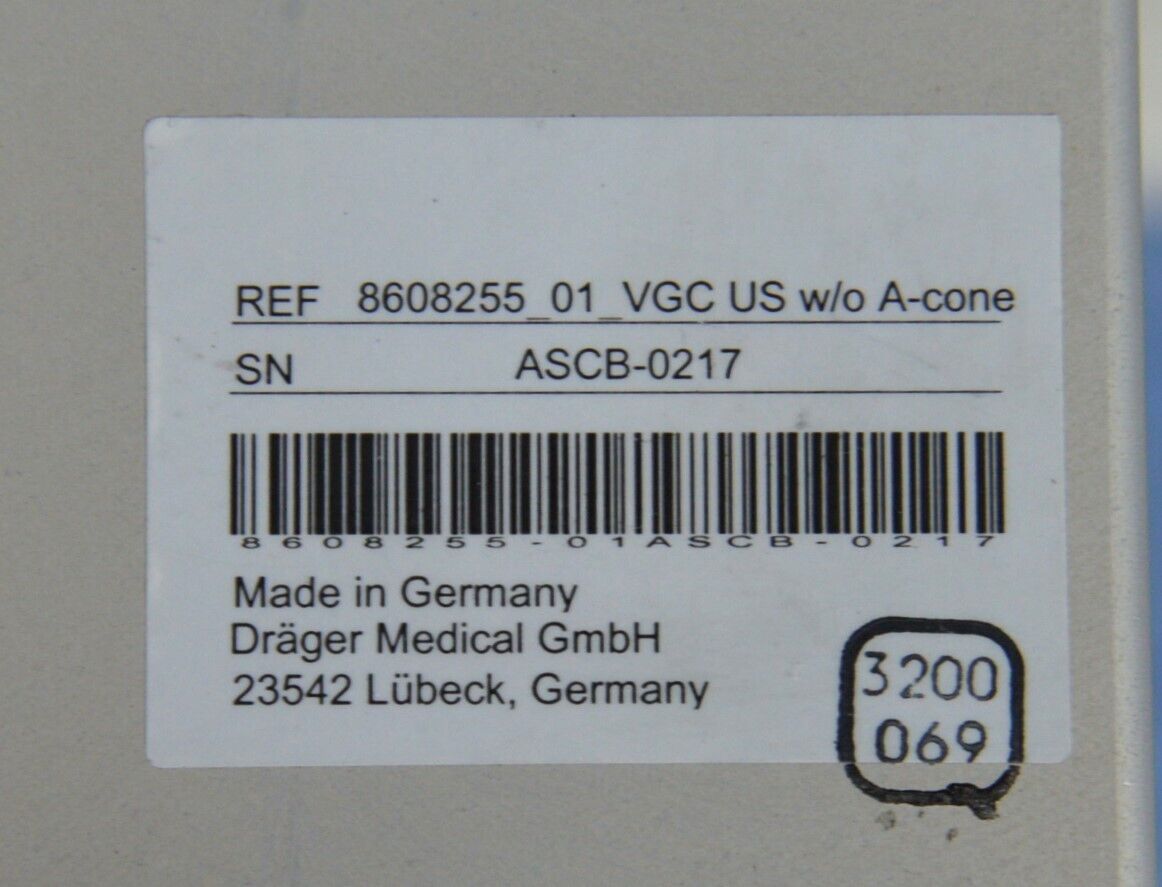 REF 8608255_01_VGC US w/o A-cone
SN ASCB-0217
8608255-01ASCB-0217
Made in Germany
Dräger Medical GmbH
23542 Lübeck, Germany
3200
069